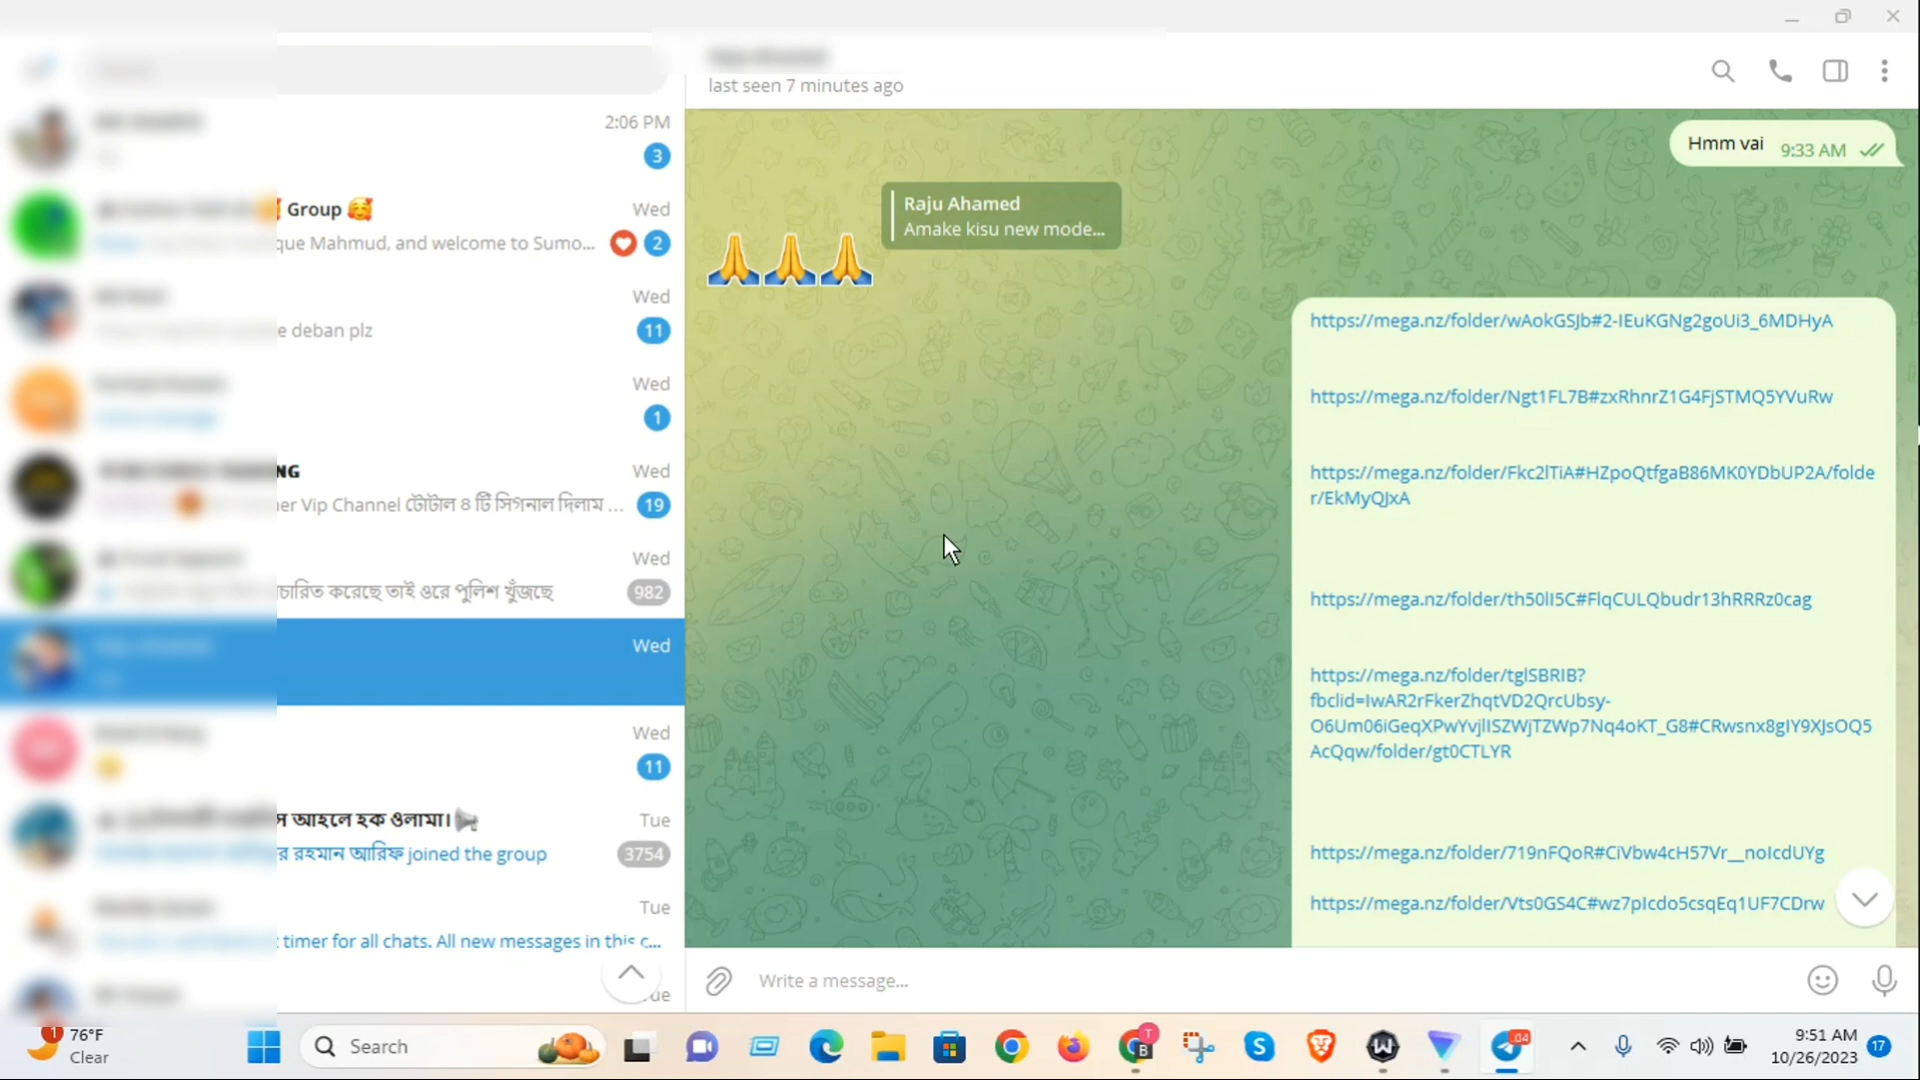 last seen 7 minutes ago
2:06 PM
3
Group 🥰
Wed
que Mahmud, and welcome to Sumo...
2
Wed
e deban plz
11
Wed
1
NG
Wed
er Vip Channel টোটাল ৪ টি সিগনাল দিলাম ...
19
Wed
চারিত করেছে তাই ওরে পুলিশ খুঁজছে
982
Wed
Wed
11
স আহলে হক ওলামা।
Tue
র রহমান আরিফ joined the group
3754
Tue
timer for all chats. All new messages in this c...
Hmm vai
9:33 AM
Raju Ahamed
Amake kisu new mode...
🙏🙏🙏
https://mega.nz/folder/wAokGSJb#2-IEuKGNg2goUi3_6MDHyA
https://mega.nz/folder/Ngt1FL7B#zxRhnrZ1G4FjSTMQ5YVuRw
https://mega.nz/folder/Fkc2lTiA#HZpoQtfgaB86MK0YDbUP2A/folde
r/EkMyQJxA
https://mega.nz/folder/th50lI5C#FlqCULQbudr13hRRRz0cag
https://mega.nz/folder/tglSBRIB?
fbclid=IwAR2rFkerZhqtVD2QrcUbsy-
O6Um06iGeqXPwYvjlISZWjTZWp7Nq4oKT_G8#CRwsnx8gIY9XJsOQ5
AcQqw/folder/gt0CTLYR
https://mega.nz/folder/719nFQoR#CiVbw4cH57Vr__noIcdUYg
https://mega.nz/folder/Vts0GS4C#wz7pIcdo5csqEq1UF7CDrw
Write a message...
1
76°F
Clear
Search
T
B
04
9:51 AM
10/26/2023
17